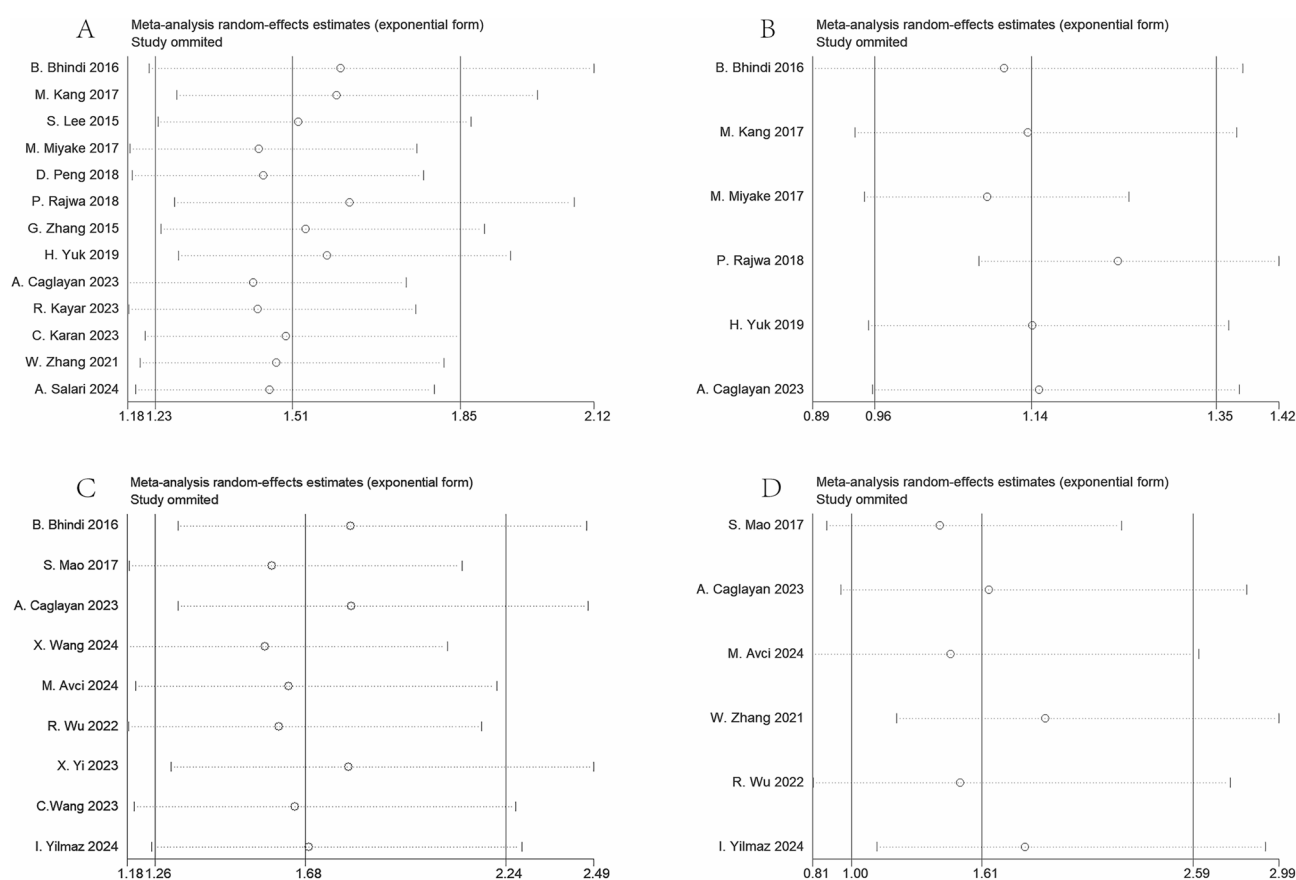 A
Meta-analysis random-effects estimates (exponential form)
Study ommited
B. Bhindi 2016
M. Kang 2017
S. Lee 2015
M. Miyake 2017
D. Peng 2018
P. Rajwa 2018
G. Zhang 2015
H. Yuk 2019
A. Caglayan 2023
R. Kayar 2023
C. Karan 2023
W. Zhang 2021
A. Salari 2024
1.18 1.23 1.51 1.85 2.12
B
Meta-analysis random-effects estimates (exponential form)
Study ommited
B. Bhindi 2016
M. Kang 2017
M. Miyake 2017
P. Rajwa 2018
H. Yuk 2019
A. Caglayan 2023
0.89 0.96 1.14 1.35 1.42
C
Meta-analysis random-effects estimates (exponential form)
Study ommited
B. Bhindi 2016
S. Mao 2017
A. Caglayan 2023
X. Wang 2024
M. Avci 2024
R. Wu 2022
X. Yi 2023
C.Wang 2023
I. Yilmaz 2024
1.18 1.26 1.68 2.24 2.49
D
Meta-analysis random-effects estimates (exponential form)
Study ommited
S. Mao 2017
A. Caglayan 2023
M. Avci 2024
W. Zhang 2021
R. Wu 2022
I. Yilmaz 2024
0.81 1.00 1.61 2.59 2.99